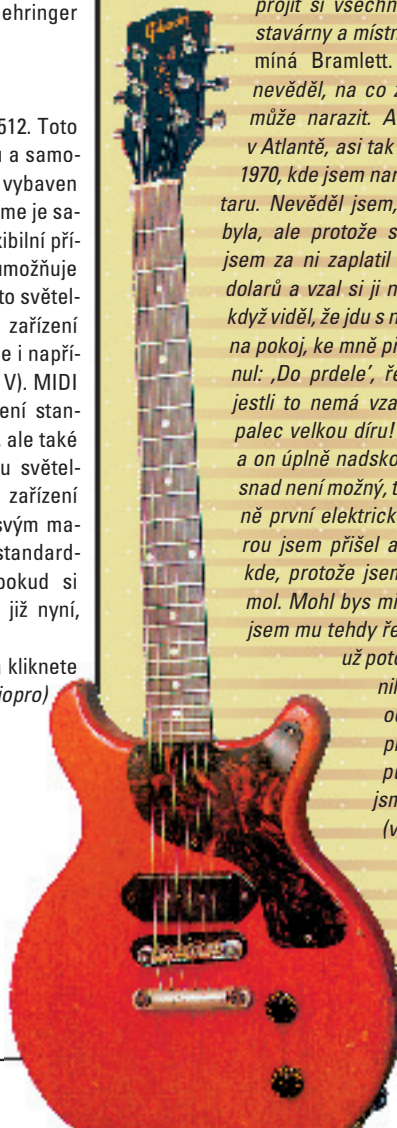 ehringer
512. Toto
ů a samo-
vybaven
me je sa-
xibilní pří-
umožňuje
to světel-
zařízení
e i napří-
V). MIDI
ení stan-
, ale také
u světel-
zařízení
svým ma-
standard-
pokud si
již nyní,
kliknete
iopro)
Gibson
projít si všechn
stavárny a místn
míná Bramlett.
nevěděl, na co z
může narazit. A
v Atlantě, asi tak
1970, kde jsem nar
taru. Nevěděl jsem,
byla, ale protože s
jsem za ni zaplatil
dolarů a vzal si ji n
když viděl, že jdu s n
na pokoj, ke mně př
nul: ‚Do prdele‘, ře
jestli to nemá vza
palec velkou díru!
a on úplně nadsko
snad není možný, t
ně první elektrick
rou jsem přišel a
kde, protože jsem
mol. Mohl bys mi
jsem mu tehdy ře
už poto
nik
oc
př
pu
jsm
(v